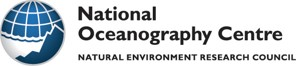 National
Oceanography Centre
NATURAL ENVIRONMENT RESEARCH COUNCIL